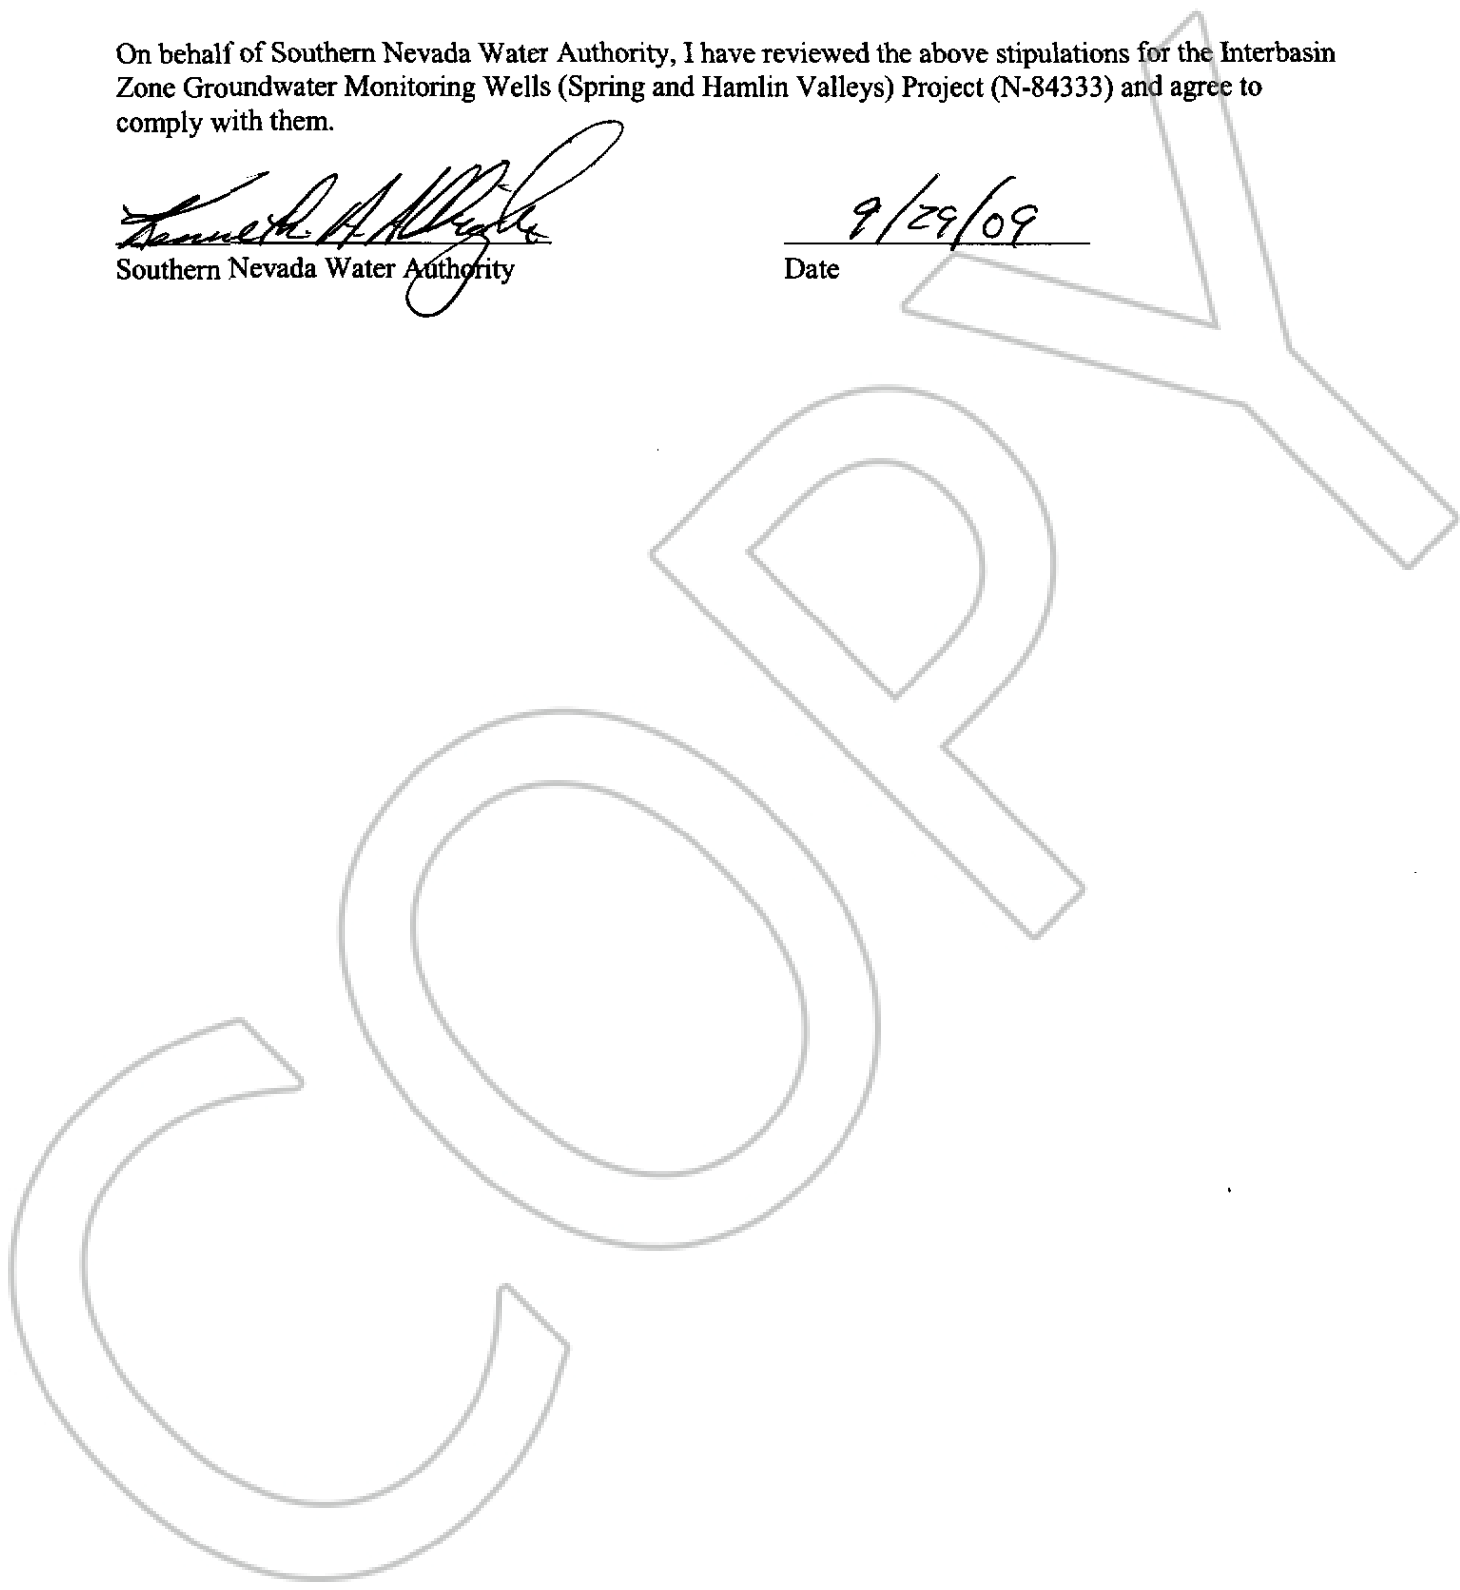 On behalf of Southern Nevada Water Authority, I have reviewed the above stipulations for the Interbasin
Zone Groundwater Monitoring Wells (Spring and Hamlin Valleys) Project (N-84333) and agree to
comply with them.
Kenneth A. Albright 9/29/09
Southern Nevada Water Authority Date
COPY